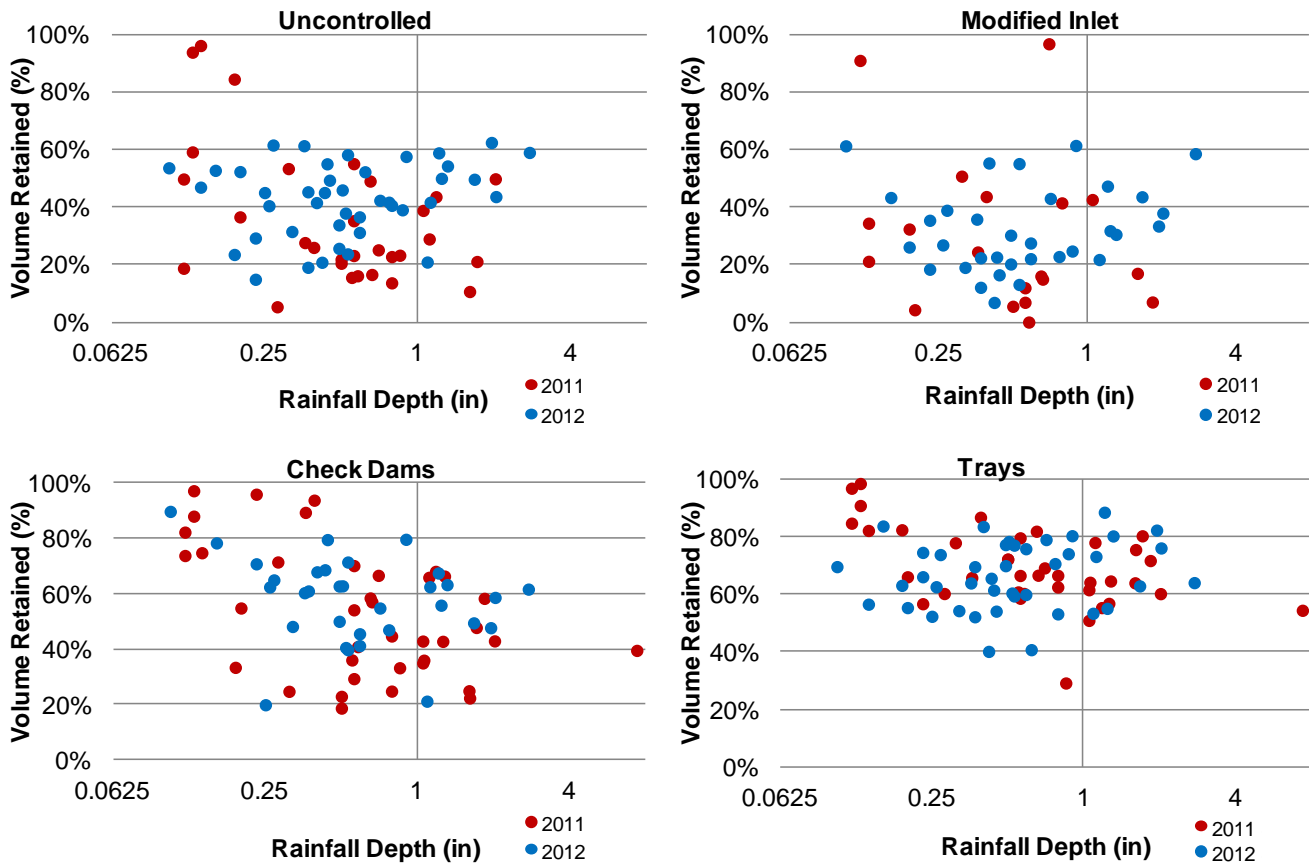 Uncontrolled
Volume Retained (%)
100%
80%
60%
40%
20%
0%
0.0625 0.25 1 4
Rainfall Depth (in)
2011
2012
Modified Inlet
Volume Retained (%)
100%
80%
60%
40%
20%
0%
0.0625 0.25 1 4
Rainfall Depth (in)
2011
2012
Check Dams
Volume Retained (%)
100%
80%
60%
40%
20%
0%
0.0625 0.25 1 4
Rainfall Depth (in)
2011
2012
Trays
Volume Retained (%)
100%
80%
60%
40%
20%
0%
0.0625 0.25 1 4
Rainfall Depth (in)
2011
2012